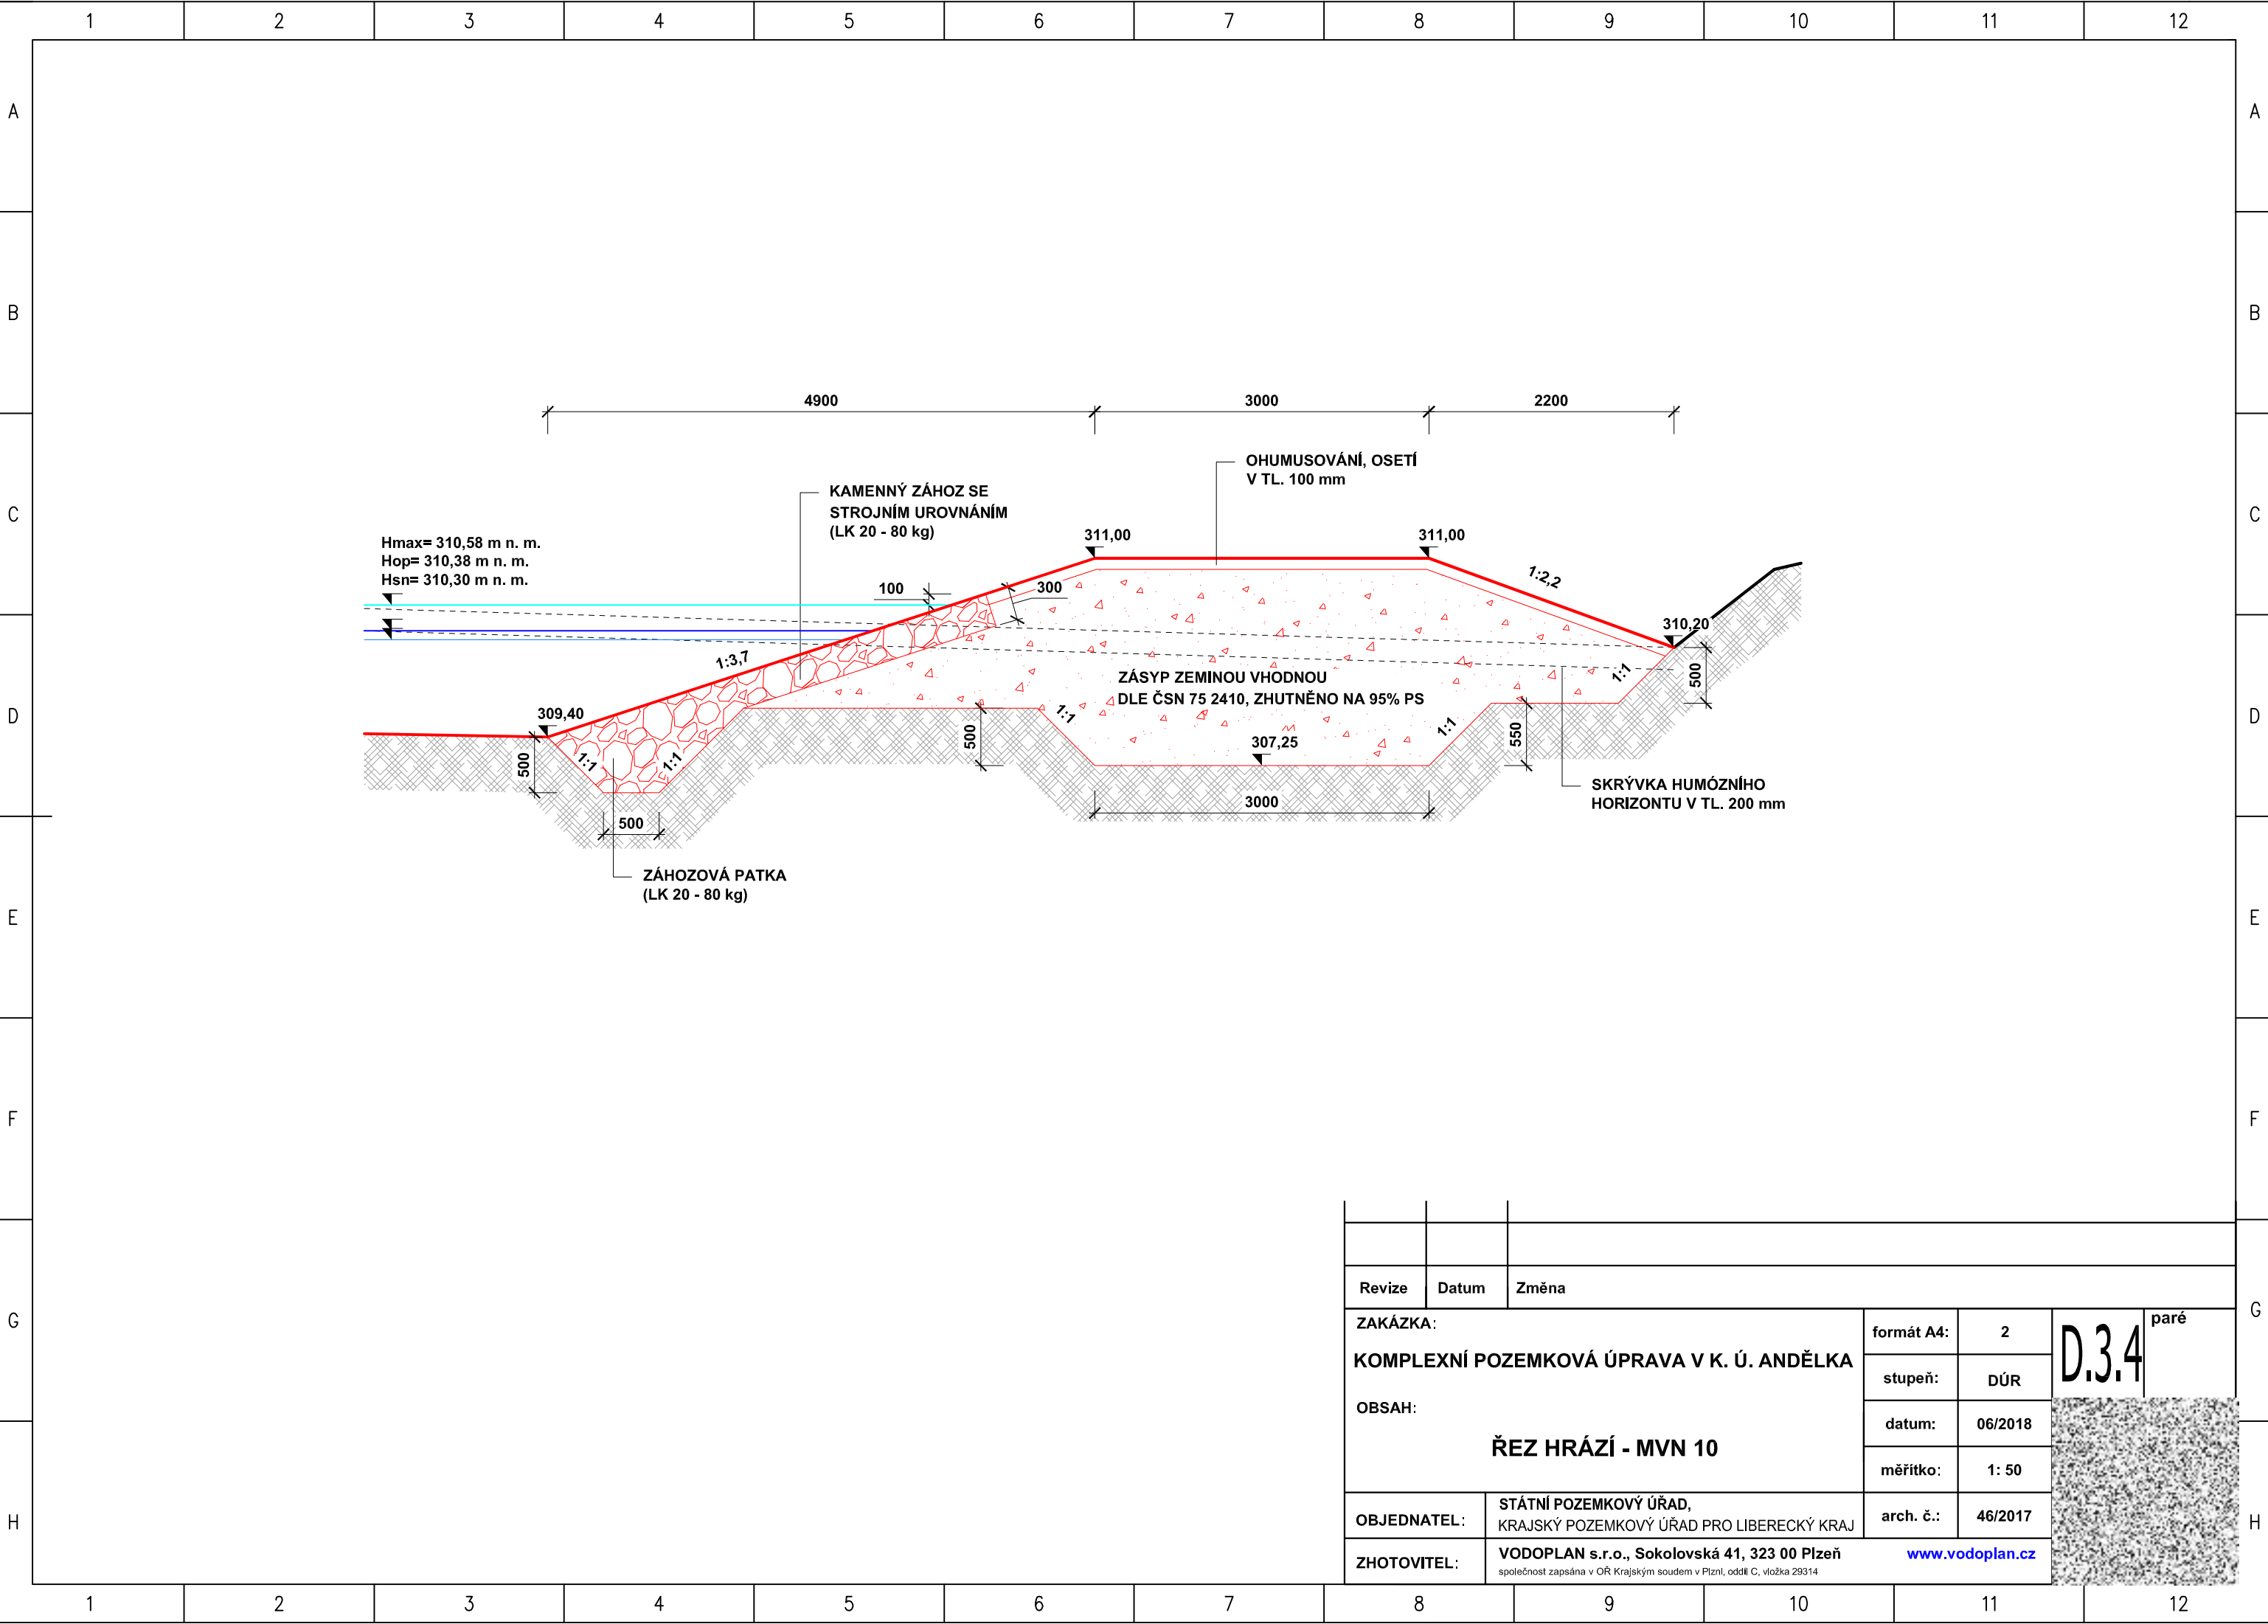 1 2 3 4 5 6 7 8 9 10 11 12
A A
B B
C C
D D
E E
F F
G G
H H
4900 3000 2200
OHUMUSOVÁNÍ, OSETÍ
V TL. 100 mm
KAMENNÝ ZÁHOZ SE
STROJNÍM UROVNÁNÍM
(LK 20 - 80 kg)
Hmax= 310,58 m n. m.
Hop= 310,38 m n. m.
Hsn= 310,30 m n. m.
311,00 311,00
100 300
1:2,2
310,20
1:3,7
1:1
500
ZÁSYP ZEMINOU VHODNOU
DLE ČSN 75 2410, ZHUTNĚNO NA 95% PS
309,40
1:1
1:1
500
307,25
550
500
1:1
1:1
SKRÝVKA HUMÓZNÍHO
HORIZONTU V TL. 200 mm
3000
500
ZÁHOZOVÁ PATKA
(LK 20 - 80 kg)
Revize Datum Změna
ZAKÁZKA:
KOMPLEXNÍ POZEMKOVÁ ÚPRAVA V K. Ú. ANDĚLKA
OBSAH:
ŘEZ HRÁZÍ - MVN 10
formát A4: 2
stupeň: DÚR
datum: 06/2018
měřítko: 1: 50
arch. č.: 46/2017
D.3.4
paré
OBJEDNATEL:
STÁTNÍ POZEMKOVÝ ÚŘAD,
KRAJSKÝ POZEMKOVÝ ÚŘAD PRO LIBERECKÝ KRAJ
ZHOTOVITEL:
VODOPLAN s.r.o., Sokolovská 41, 323 00 Plzeň
www.vodoplan.cz
společnost zapsána v OŘ Krajským soudem v Plzni, oddíl C, vložka 29314
1 2 3 4 5 6 7 8 9 10 11 12